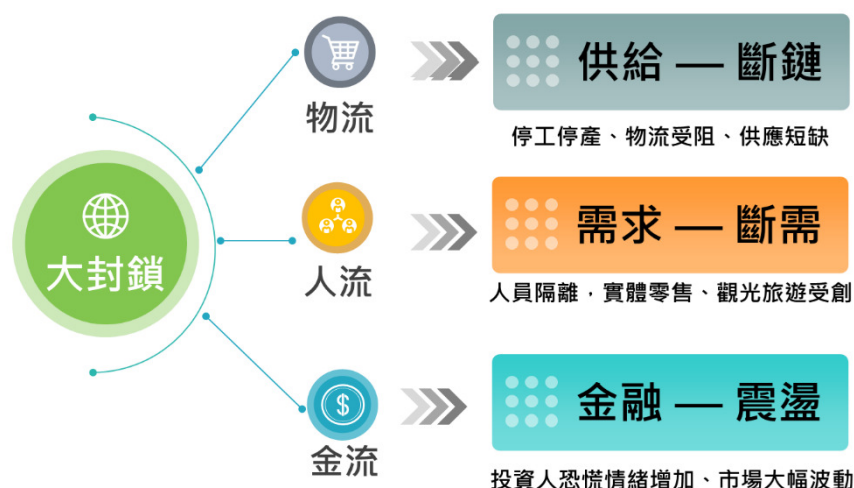 大封鎖
物流
供給 — 斷鏈
停工停產、物流受阻、供應短缺
人流
需求 — 斷需
人員隔離，實體零售、觀光旅遊受創
金流
$
金融 — 震盪
投資人恐慌情緒增加、市場大幅波動